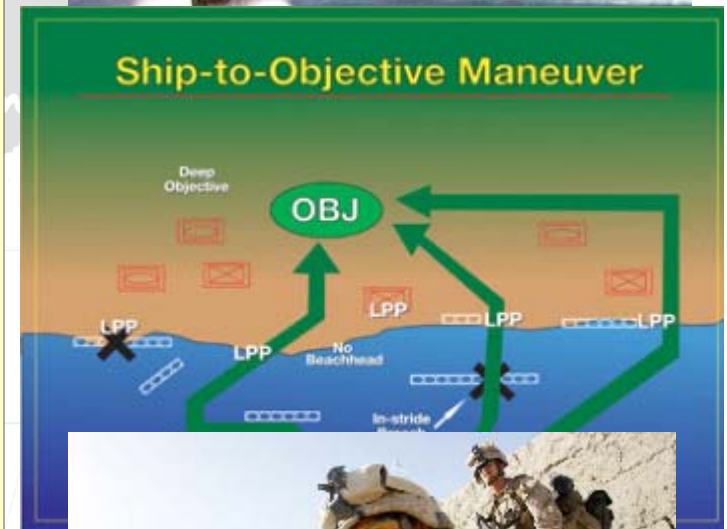 Ship-to-Objective Maneuver
Deep
Objective
OBJ
LPP
LPP
LPP
LPP
LPP
No
Beachhead
In-stride